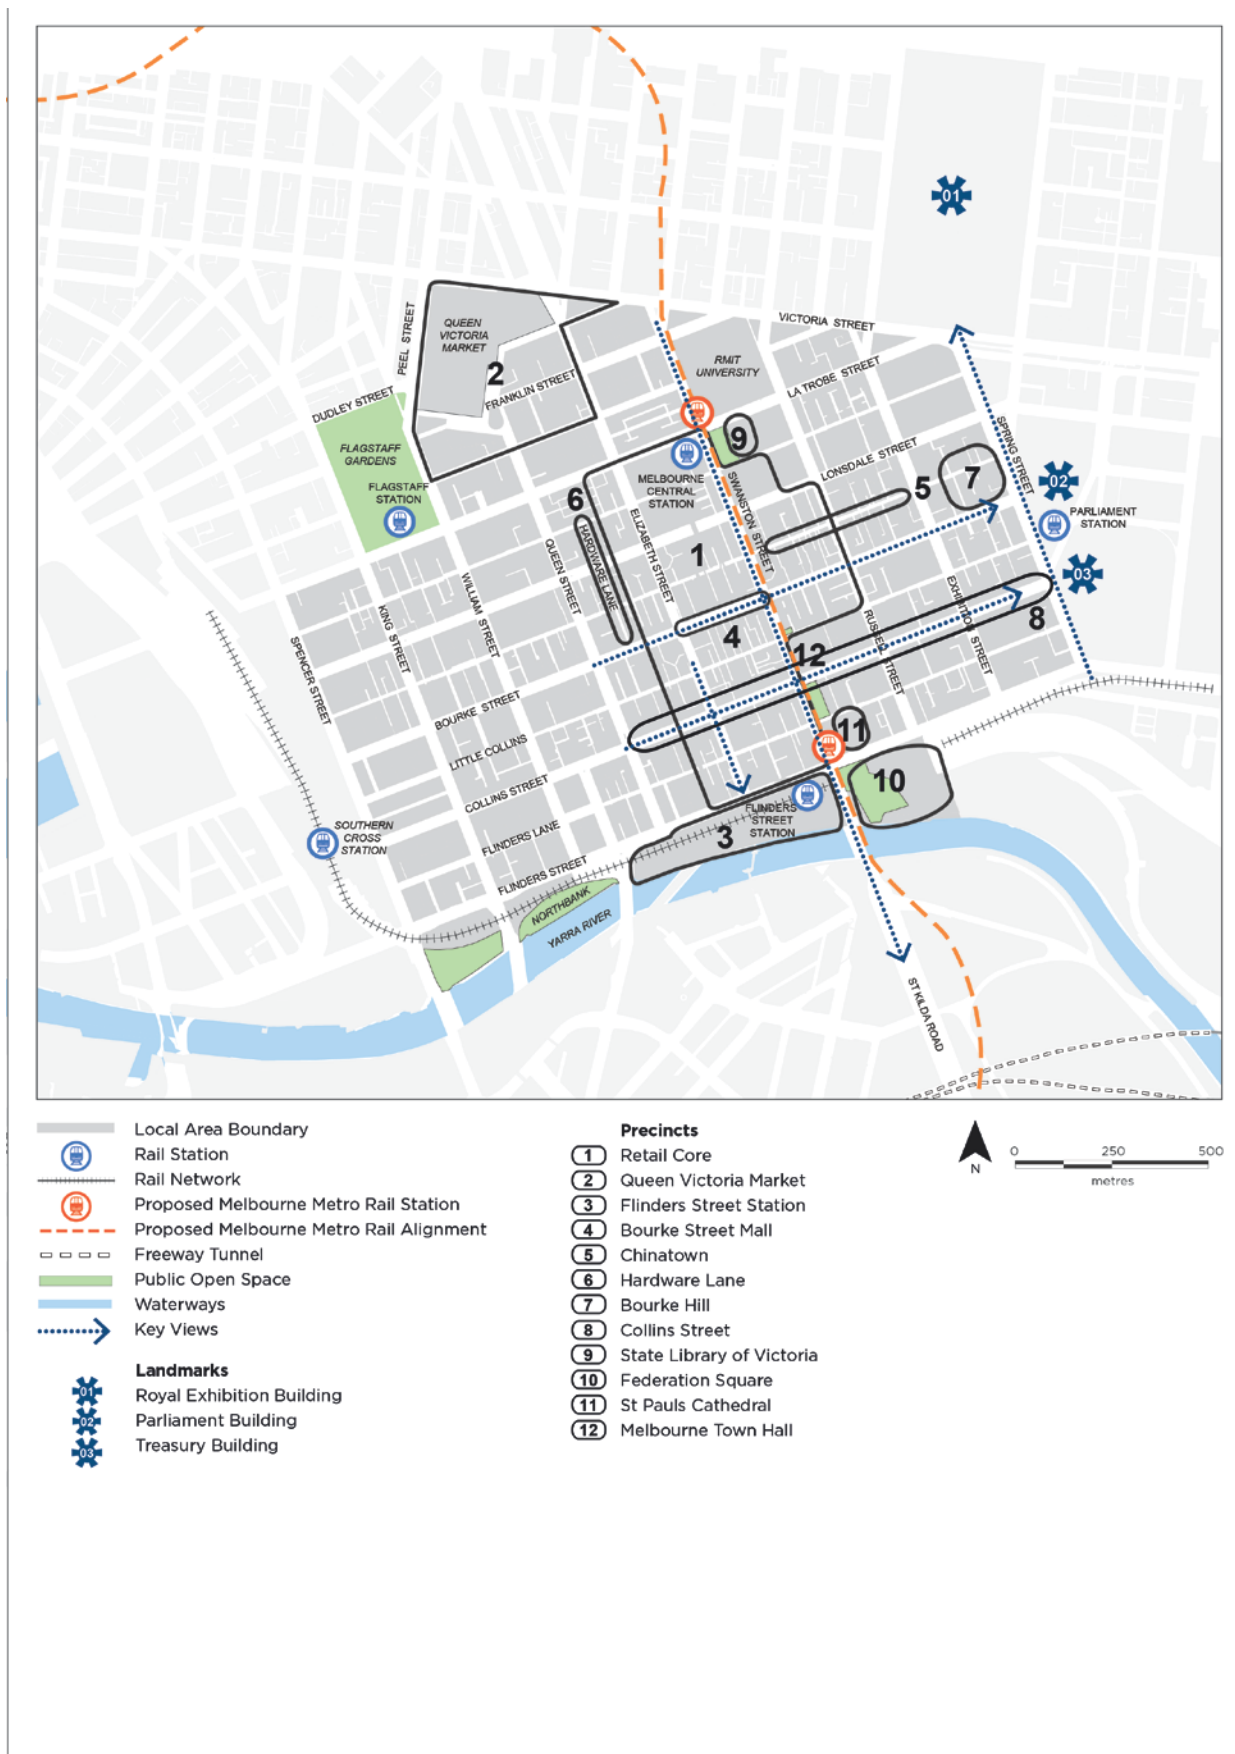 01
VICTORIA STREET
PEEL STREET
QUEEN
VICTORIA
MARKET
RMIT
UNIVERSITY
2
FRANKLIN STREET
LA TROBE STREET
DUDLEY STREET
FLAGSTAFF
GARDENS
FLAGSTAFF
STATION
9
SPRING STREET
LONSDALE STREET
MELBOURNE
CENTRAL
STATION
SWANSTON STREET
7
02
5
PARLIAMENT
STATION
6
HARDWARE LANE
ELIZABETH STREET
QUEEN STREET
1
03
WILLIAM STREET
KING STREET
SPENCER STREET
EXHIBITION STREET
RUSSELL STREET
8
4
12
BOURKE STREET
LITTLE COLLINS
COLLINS STREET
11
10
FLINDERS
STREET
STATION
3
SOUTHERN
CROSS
STATION
FLINDERS LANE
FLINDERS STREET
NORTHBANK
YARRA RIVER
ST KILDA ROAD
Local Area Boundary
Rail Station
Rail Network
Proposed Melbourne Metro Rail Station
Proposed Melbourne Metro Rail Alignment
Freeway Tunnel
Public Open Space
Waterways
Key Views
Landmarks
01 Royal Exhibition Building
02 Parliament Building
03 Treasury Building
Precincts
1 Retail Core
2 Queen Victoria Market
3 Flinders Street Station
4 Bourke Street Mall
5 Chinatown
6 Hardware Lane
7 Bourke Hill
8 Collins Street
9 State Library of Victoria
10 Federation Square
11 St Pauls Cathedral
12 Melbourne Town Hall
N
0 250 500
metres